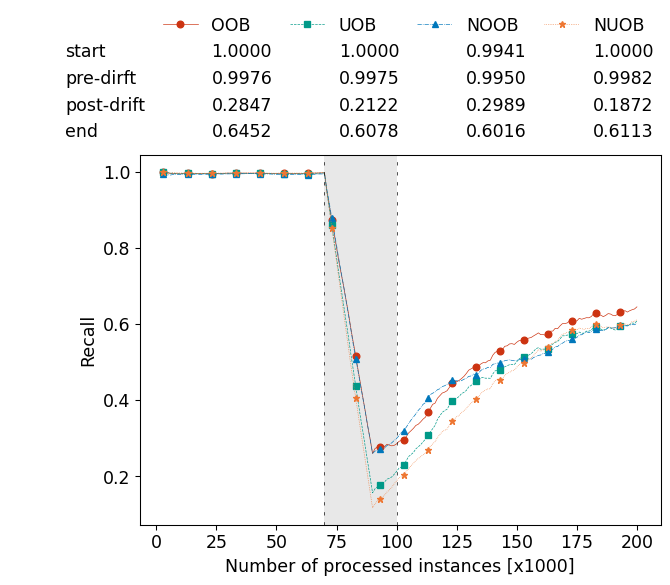 OOB UOB NOOB NUOB
start 1.0000 1.0000 0.9941 1.0000
pre-dirft 0.9976 0.9975 0.9950 0.9982
post-drift 0.2847 0.2122 0.2989 0.1872
end 0.6452 0.6078 0.6016 0.6113
1.0
0.8
0.6
0.4
0.2
Recall
0 25 50 75 100 125 150 175 200
Number of processed instances [x1000]